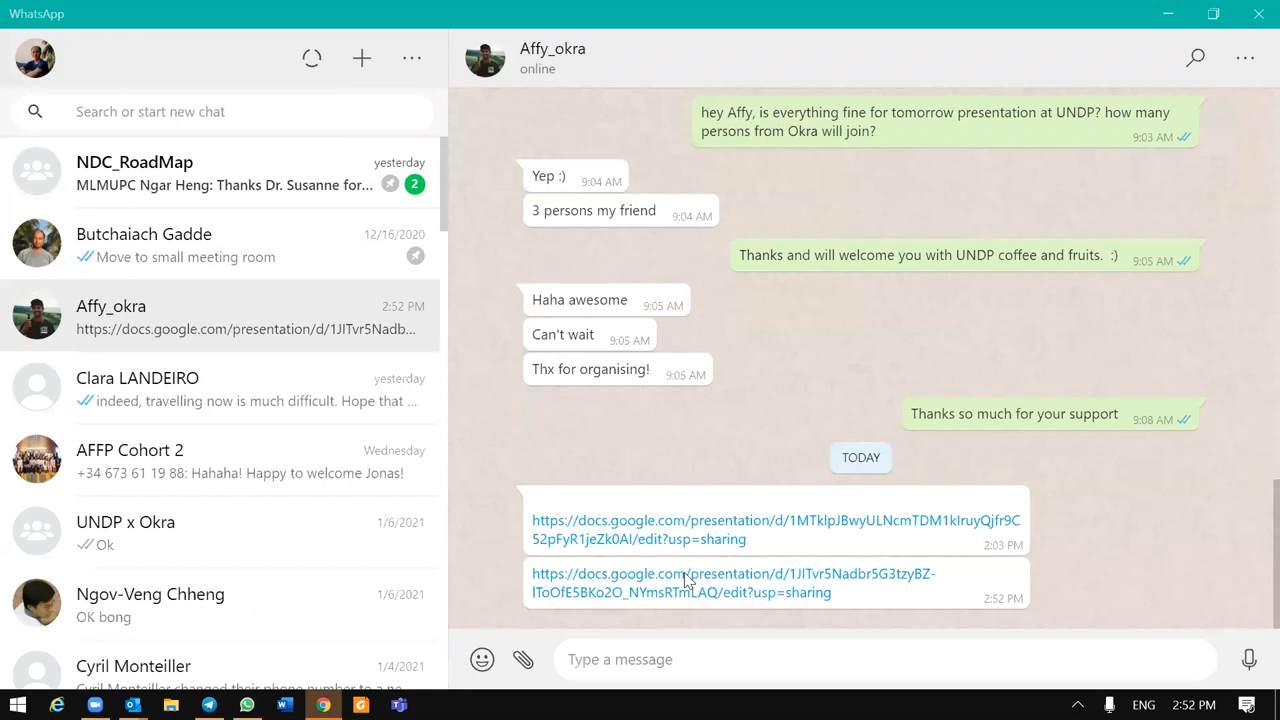 WhatsApp
Search or start new chat
NDC_RoadMap
yesterday
MLMUPC Ngar Heng: Thanks Dr. Susanne for...
2
Butchaiach Gadde
12/16/2020
Move to small meeting room
Affy_okra
2:52 PM
https://docs.google.com/presentation/d/1JITvr5Nadb...
Clara LANDEIRO
yesterday
indeed, travelling now is much difficult. Hope that ...
AFFP Cohort 2
Wednesday
+34 673 61 19 88: Hahaha! Happy to welcome Jonas!
UNDP x Okra
1/6/2021
Ok
Ngov-Veng Chheng
1/6/2021
OK bong
Cyril Monteiller
1/4/2021
Cyril Monteiller changed their phone number to a ne...
Affy_okra
online
hey Affy, is everything fine for tomorrow presentation at UNDP? how many
persons from Okra will join?
9:03 AM
Yep :)
9:04 AM
3 persons my friend
9:04 AM
Thanks and will welcome you with UNDP coffee and fruits. :)
9:05 AM
Haha awesome
9:05 AM
Can't wait
9:05 AM
Thx for organising!
9:05 AM
Thanks so much for your support
9:08 AM
TODAY
https://docs.google.com/presentation/d/1MTklpJBwyULNcmTDM1kIruyQjfr9C
52pFyR1jeZk0AI/edit?usp=sharing
2:03 PM
https://docs.google.com/presentation/d/1JITvr5Nadbr5G3tzyBZ-
lToOfE5BKo2O_NYmsRTmLAQ/edit?usp=sharing
2:52 PM
Type a message
ENG
2:52 PM